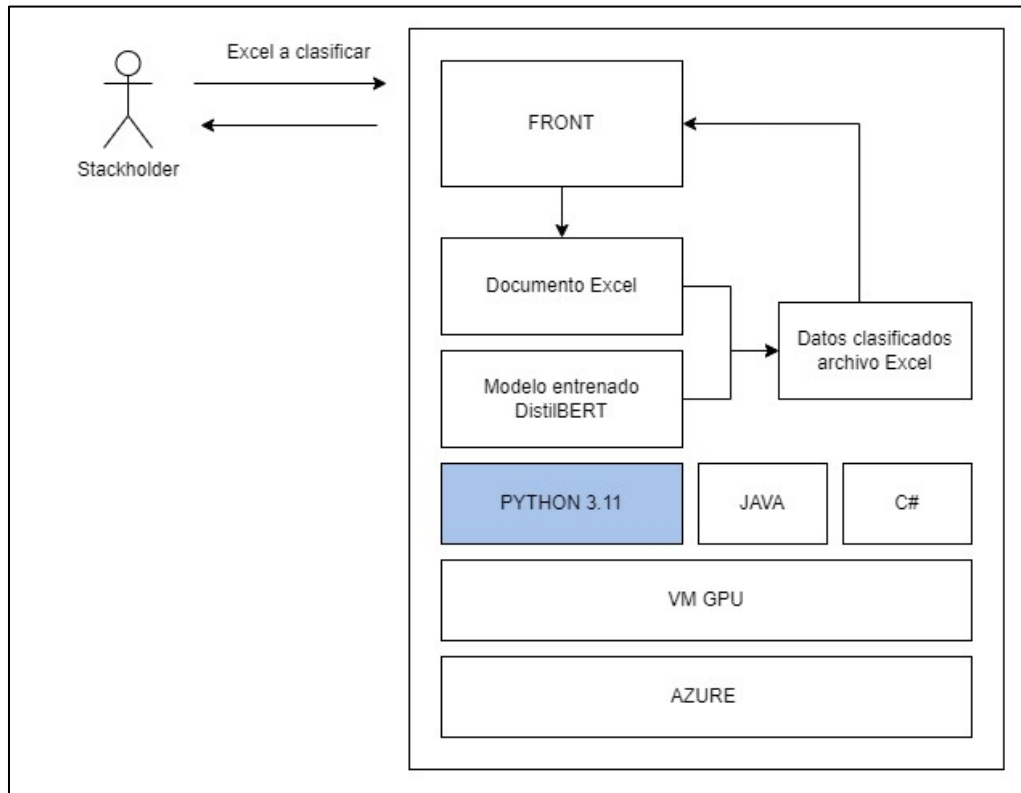 Excel a clasificar
Stackholder
FRONT
Documento Excel
Datos clasificados
archivo Excel
Modelo entrenado
DistilBERT
PYTHON 3.11
JAVA
C#
VM GPU
AZURE